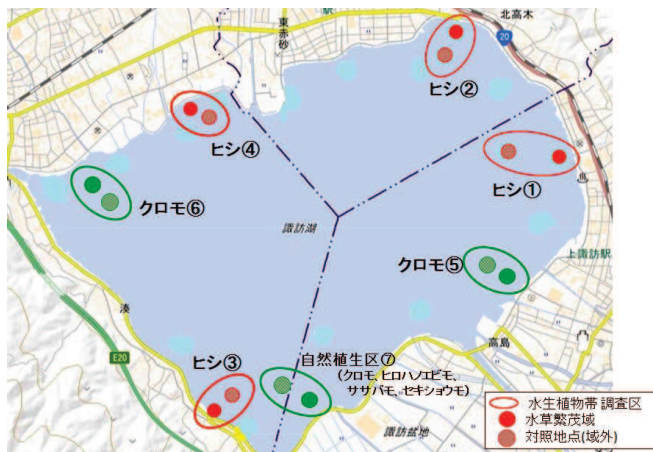 東赤砂
駅
北高木
20
ヒシ②
ヒシ④
ヒシ①
クロモ⑥
諏訪湖
クロモ⑤
上諏訪駅
湊
E20
高島
ヒシ③
自然植生区⑦
(クロモ、ヒロハノエビモ、
ササバモ、セキショウモ)
諏訪盆地
水生植物帯 調査区
水草繁茂域
対照地点(域外)